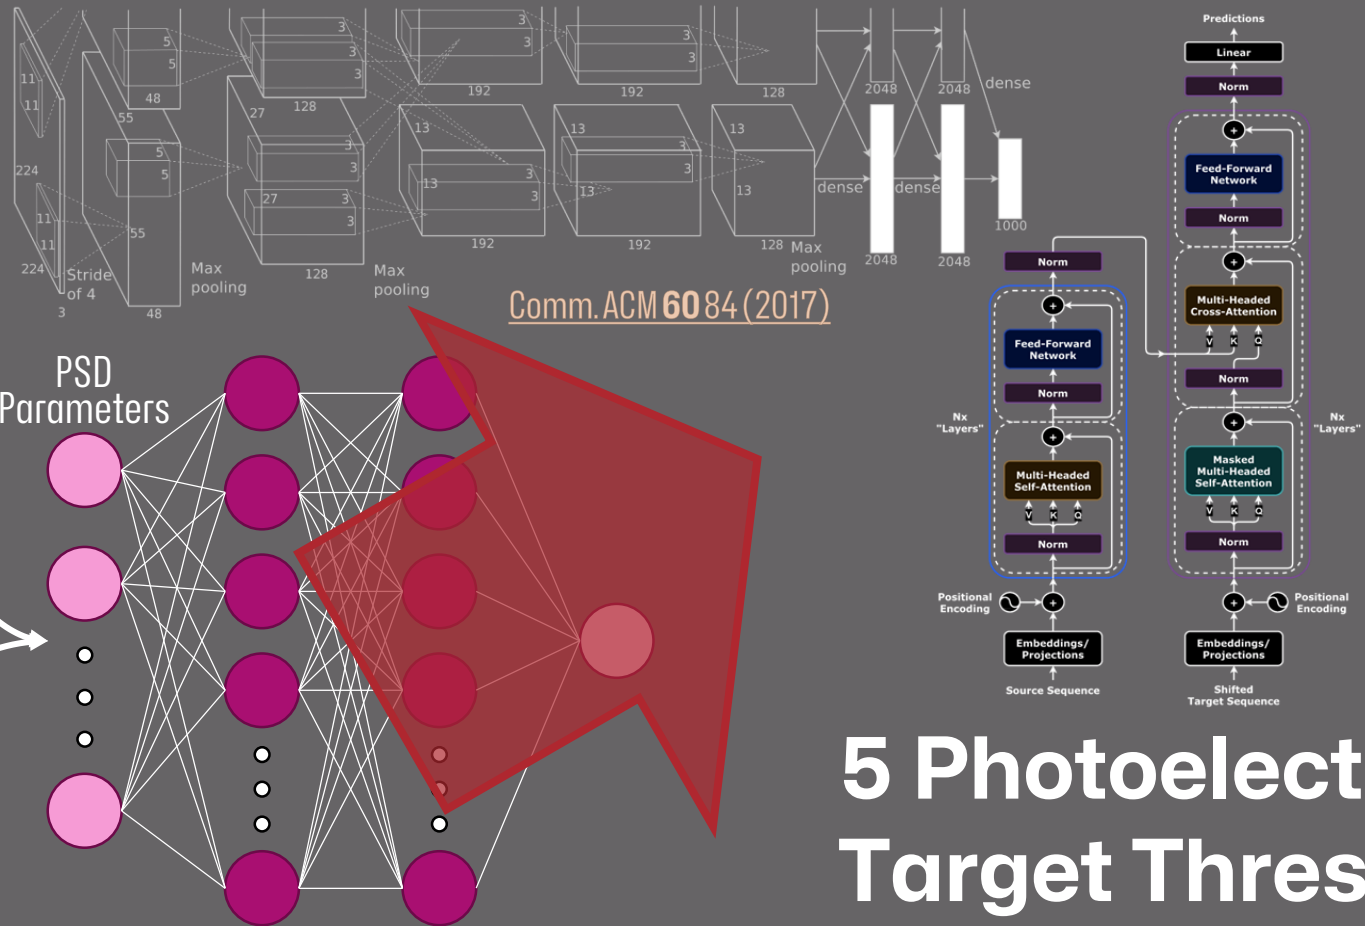 11
11
224
11
11
224
3
Stride
of 4
5
5
48
55
5
5
55
48
Max
pooling
3
3
3
128
27
3
3
27
3
3
128
Max
pooling
3
3
192
13
13
3
3
192
3
3
192
13
13
3
3
192
128
13
13
128
Max
pooling
dense
dense
dense
2048
2048
2048
2048
1000
Comm. ACM 60 84 (2017)
PSD
Parameters
Norm
Feed-Forward
Network
Norm
Nx
"Layers"
Multi-Headed
Self-Attention
V K Q
Norm
Positional
Encoding
Embeddings/
Projections
Source Sequence
Predictions
Linear
Norm
Feed-Forward
Network
Norm
Multi-Headed
Cross-Attention
V K Q
Norm
Nx
"Layers"
Masked
Multi-Headed
Self-Attention
V K Q
Norm
Positional
Encoding
Embeddings/
Projections
Shifted
Target Sequence
5 Photoelect
Target Thres